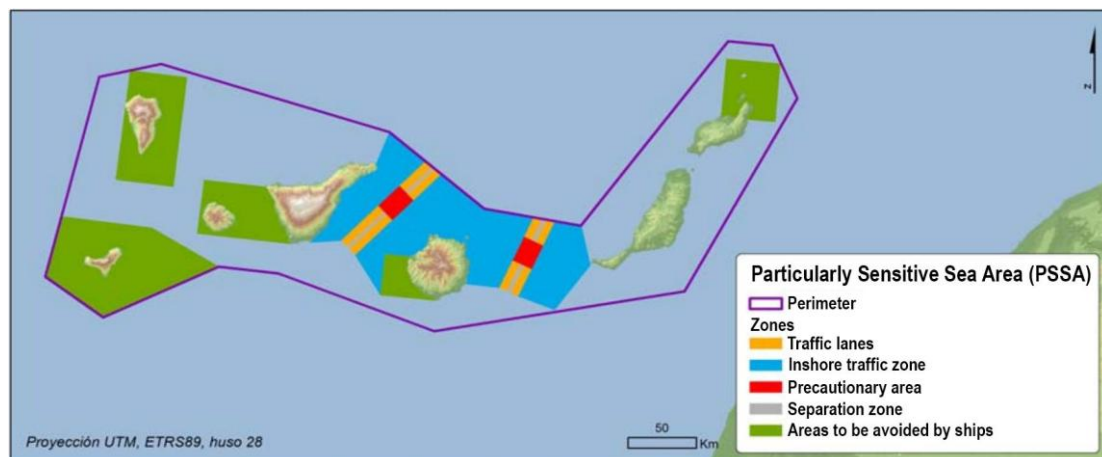 Z
Particularly Sensitive Sea Area (PSSA)
Perimeter
Zones
Traffic lanes
Inshore traffic zone
Precautionary area
Separation zone
Areas to be avoided by ships
50
Km
Proyección UTM, ETRS89, huso 28